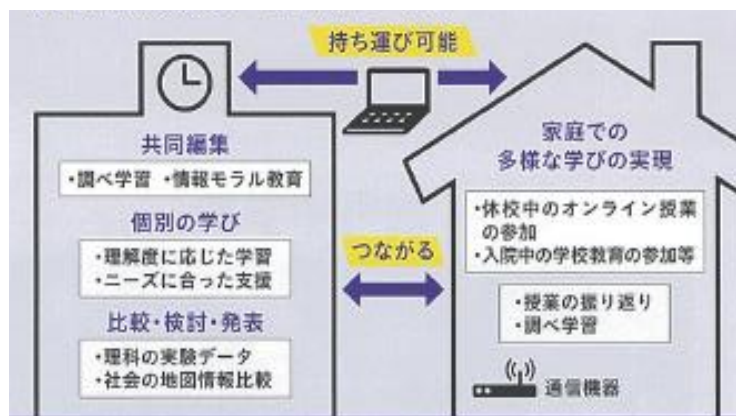 持ち運び可能
共同編集
・調べ学習 ・情報モラル教育
個別の学び
・理解度に応じた学習
・ニーズに合った支援
比較・検討・発表
・理科の実験データ
・社会の地図情報比較
つながる
家庭での
多様な学びの実現
・休校中のオンライン授業
の参加
・入院中の学校教育の参加等
・授業の振り返り
・調べ学習
通信機器